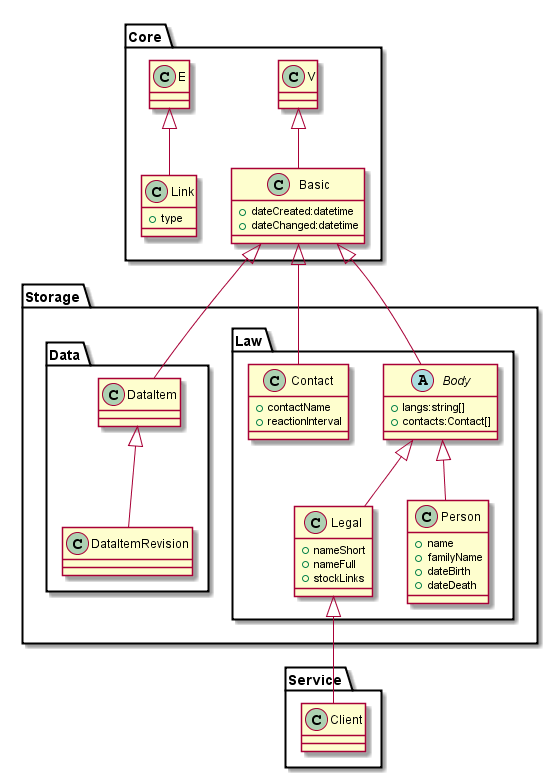 Core
C E
C V
C Link
type
C Basic
dateCreated:datetime
dateChanged:datetime
Storage
Data
C DataItem
C DataItemRevision
Law
C Contact
contactName
reactionInterval
A Body
langs:string[]
contacts:Contact[]
C Legal
nameShort
nameFull
stockLinks
C Person
name
familyName
dateBirth
dateDeath
Service
C Client